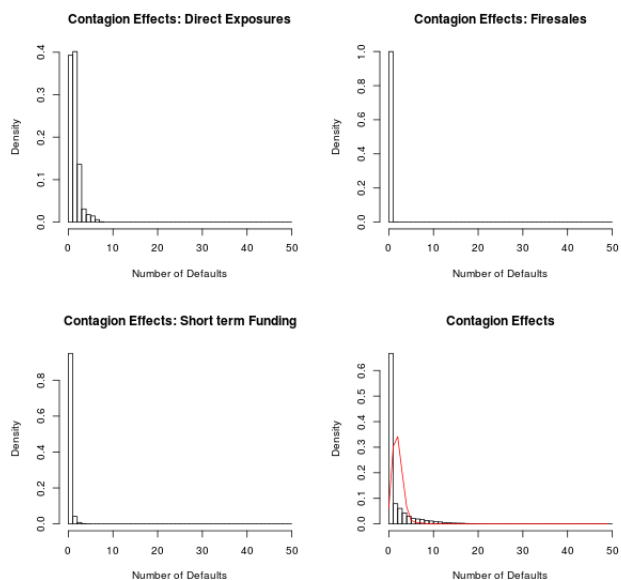 Contagion Effects: Direct Exposures
Density
0.0
0.1
0.2
0.3
0.4
0 10 20 30 40 50
Number of Defaults
Contagion Effects: Firesales
Density
0.0
0.2
0.4
0.6
0.8
1.0
0 10 20 30 40 50
Number of Defaults
Contagion Effects: Short term Funding
Density
0.0
0.2
0.4
0.6
0.8
0 10 20 30 40 50
Number of Defaults
Contagion Effects
Density
0.0
0.1
0.2
0.3
0.4
0.5
0.6
0 10 20 30 40 50
Number of Defaults